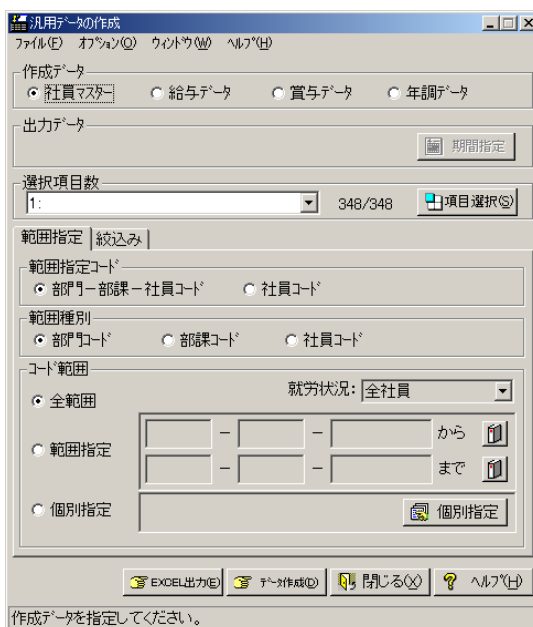 汎用ﾃﾞｰﾀの作成
ﾌｧｲﾙ(F) ｵﾌﾟｼｮﾝ(O) ｳｨﾝﾄﾞｳ(W) ﾍﾙﾌﾟ(H)
作成データ
社員ﾏｽﾀｰ 給与ﾃﾞｰﾀ 賞与ﾃﾞｰﾀ 年調ﾃﾞｰﾀ
出力データ
期間指定
選択項目数
1: 348/348 項目選択(S)
範囲指定 絞込み
範囲指定ｺｰﾄﾞ
部門ー部課ー社員ｺｰﾄﾞ 社員ｺｰﾄﾞ
範囲種別
部門ｺｰﾄﾞ 部課ｺｰﾄﾞ 社員ｺｰﾄﾞ
ｺｰﾄﾞ範囲
就労状況: 全社員
全範囲
範囲指定 － － から
－ － まで
個別指定 個別指定
EXCEL出力(E) ﾃﾞｰﾀ作成(D) 閉じる(X) ? ﾍﾙﾌﾟ(H)
作成データを指定してください。